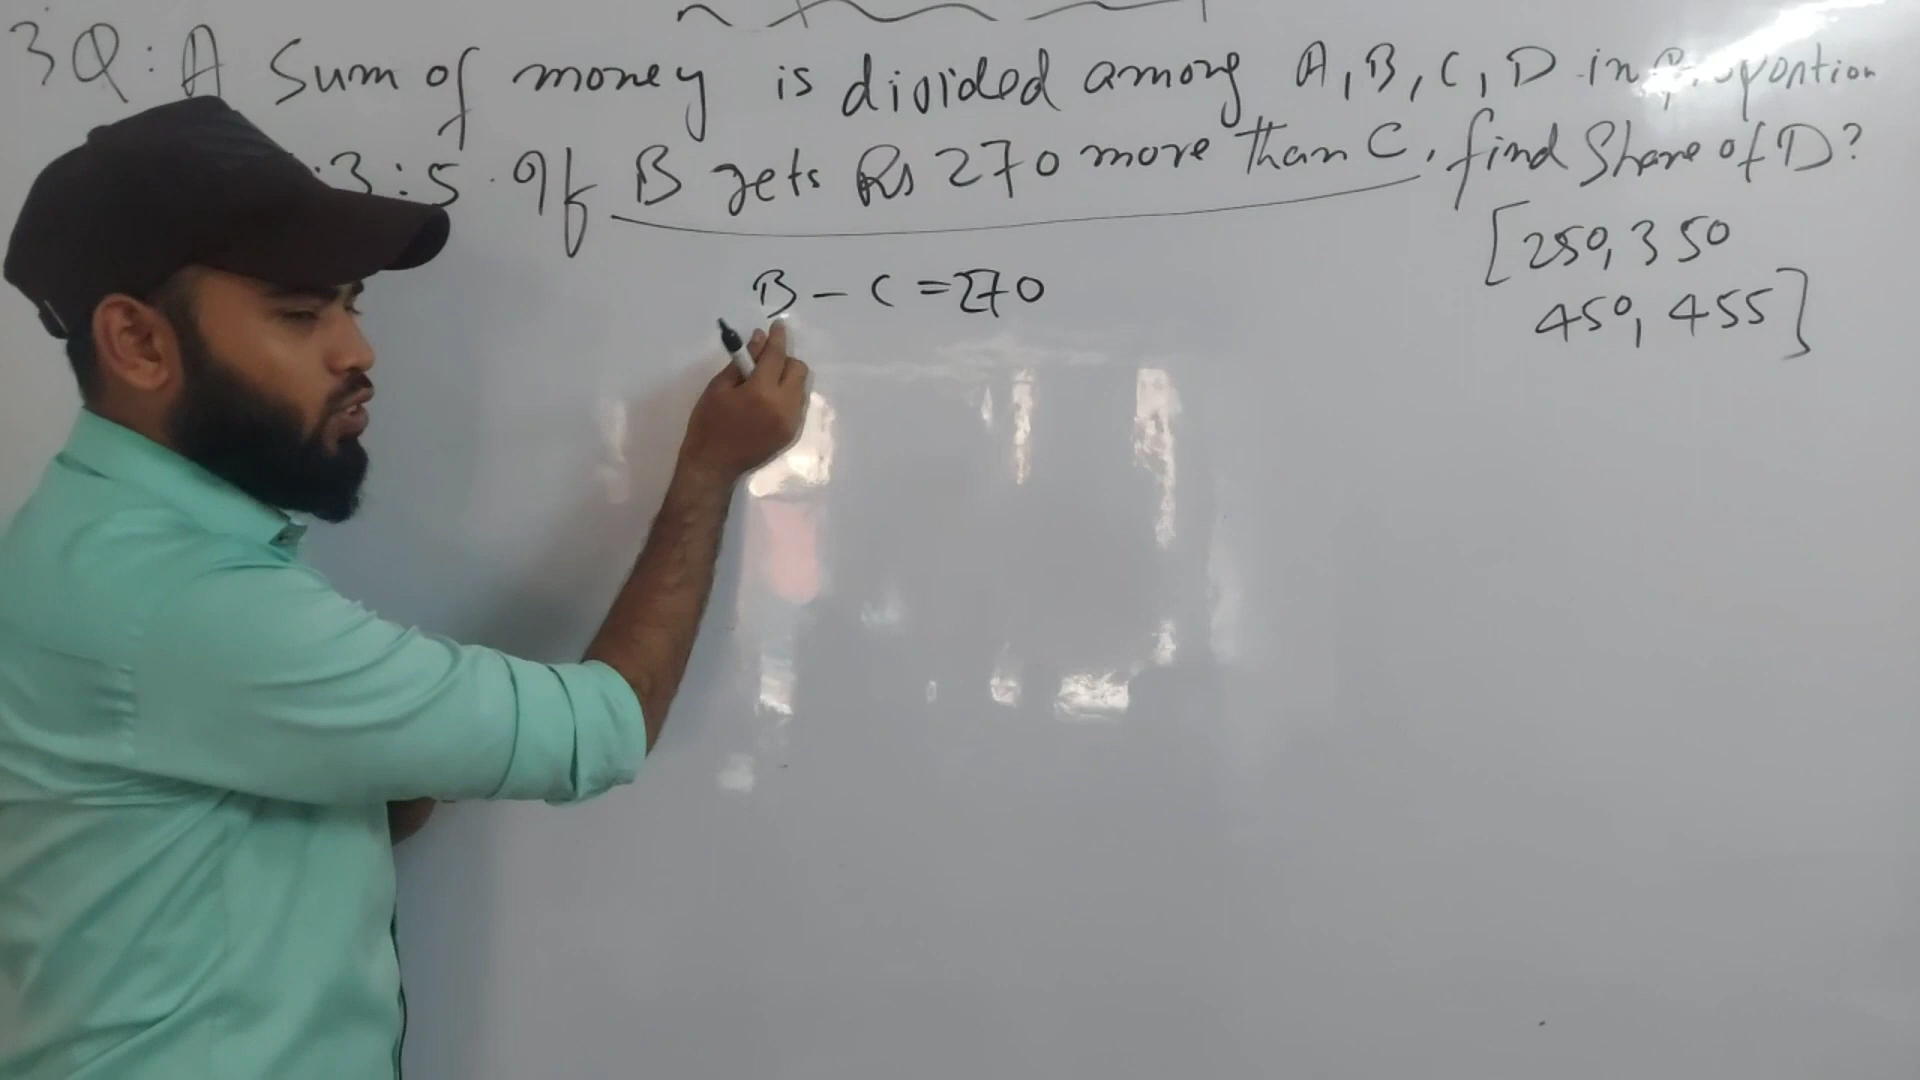 3Q: A Sum of money is divided among A, B, C, D in Proportion
:3:5. If B gets Rs 270 more than C, find Share of D?
[250, 350
450, 455]
B - C = 270